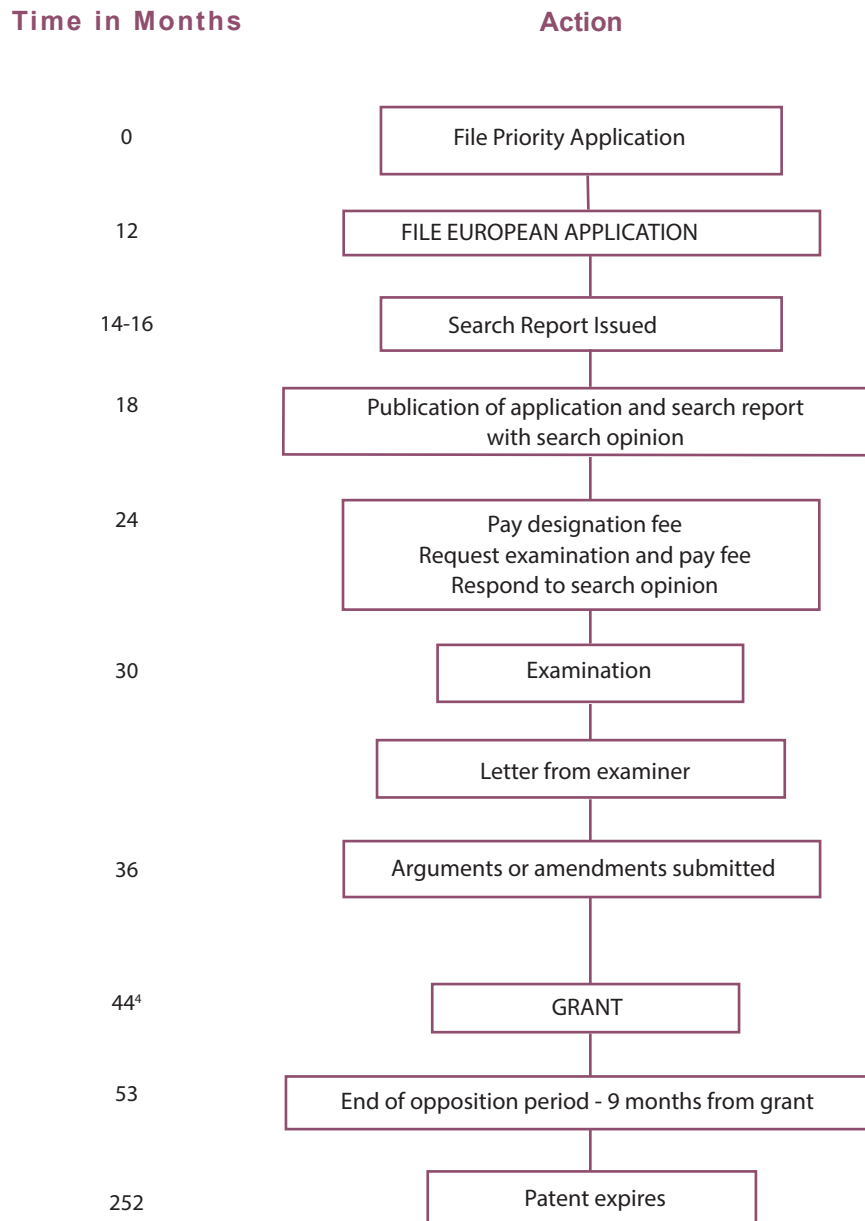 Time in Months Action
0 File Priority Application
12 FILE EUROPEAN APPLICATION
14-16 Search Report Issued
18 Publication of application and search report
with search opinion
24 Pay designation fee
Request examination and pay fee
Respond to search opinion
30 Examination
Letter from examiner
36 Arguments or amendments submitted
44⁴ GRANT
53 End of opposition period - 9 months from grant
252 Patent expires